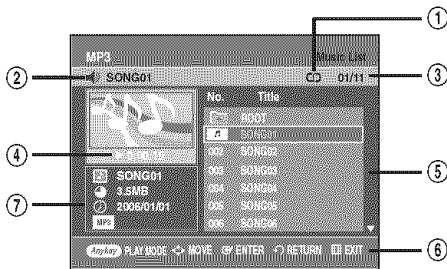 1
MP3 Music List
2 SONG01 01/11 3
No. Title
ROOT
SONG01
4
002 SONG02
SONG01 003 SONG03 5
3.5MB 004 SONG04
7 2006/01/01 005 SONG05
MP3 006 SONG06
Anykey PLAY MODE MOVE ENTER RETURN EXIT 6